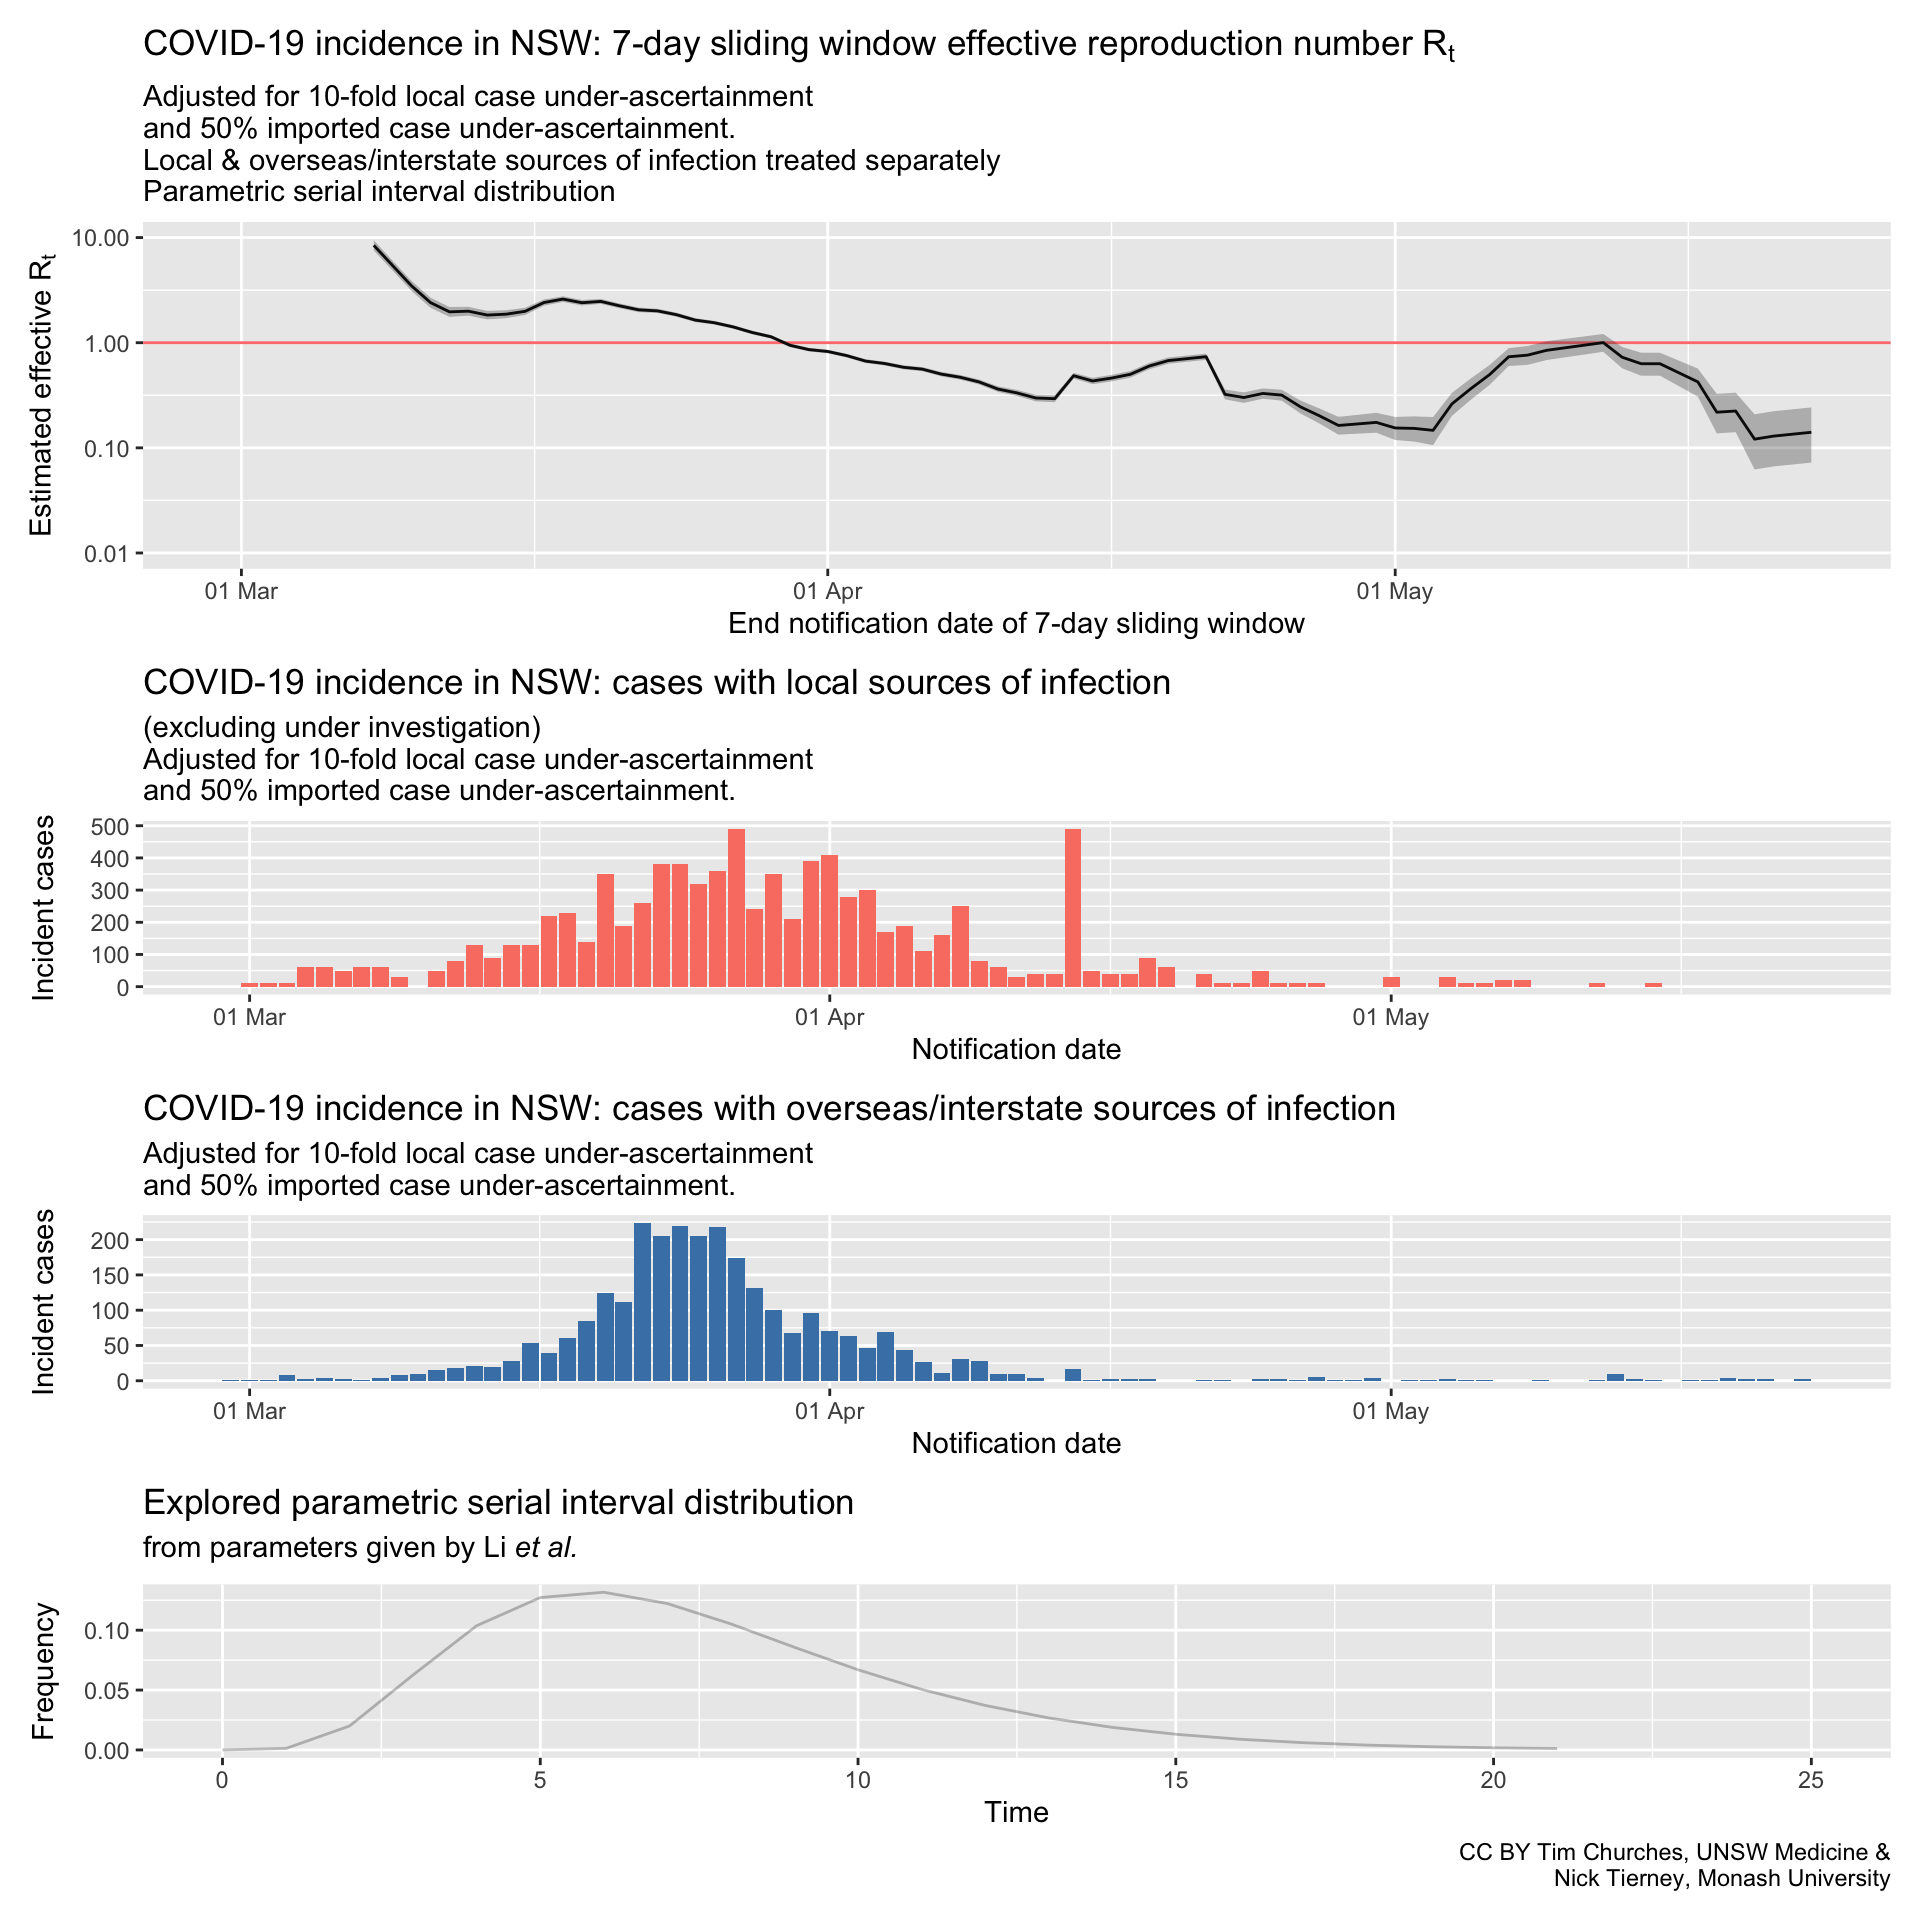 COVID-19 incidence in NSW: 7-day sliding window effective reproduction number Rt
Adjusted for 10-fold local case under-ascertainment
and 50% imported case under-ascertainment.
Local & overseas/interstate sources of infection treated separately
Parametric serial interval distribution
Estimated effective Rt
10.00
1.00
0.10
0.01
01 Mar
01 Apr
01 May
End notification date of 7-day sliding window
COVID-19 incidence in NSW: cases with local sources of infection
(excluding under investigation)
Adjusted for 10-fold local case under-ascertainment
and 50% imported case under-ascertainment.
Incident cases
500
400
300
200
100
0
01 Mar
01 Apr
01 May
Notification date
COVID-19 incidence in NSW: cases with overseas/interstate sources of infection
Adjusted for 10-fold local case under-ascertainment
and 50% imported case under-ascertainment.
Incident cases
200
150
100
50
0
01 Mar
01 Apr
01 May
Notification date
Explored parametric serial interval distribution
from parameters given by Li et al.
Frequency
0.10
0.05
0.00
0
5
10
15
20
25
Time
CC BY Tim Churches, UNSW Medicine &
Nick Tierney, Monash University